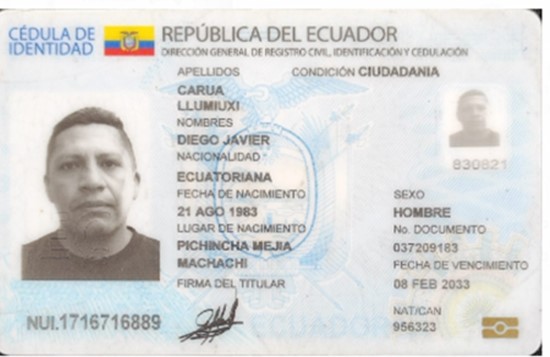 CÉDULA DE
IDENTIDAD
REPÚBLICA DEL ECUADOR
DIRECCIÓN GENERAL DE REGISTRO CIVIL, IDENTIFICACIÓN Y CEDULACIÓN
APELLIDOS
CONDICIÓN CIUDADANIA
CARUA
LLUMIUXI
NOMBRES
DIEGO JAVIER
NACIONALIDAD
ECUATORIANA
FECHA DE NACIMIENTO
21 AGO 1983
LUGAR DE NACIMIENTO
PICHINCHA MEJIA
MACHACHI
FIRMA DEL TITULAR
830821
SEXO
HOMBRE
No. DOCUMENTO
037209183
FECHA DE VENCIMIENTO
08 FEB 2033
NAT/CAN
956323
NUI.1716716889
ECUADOR